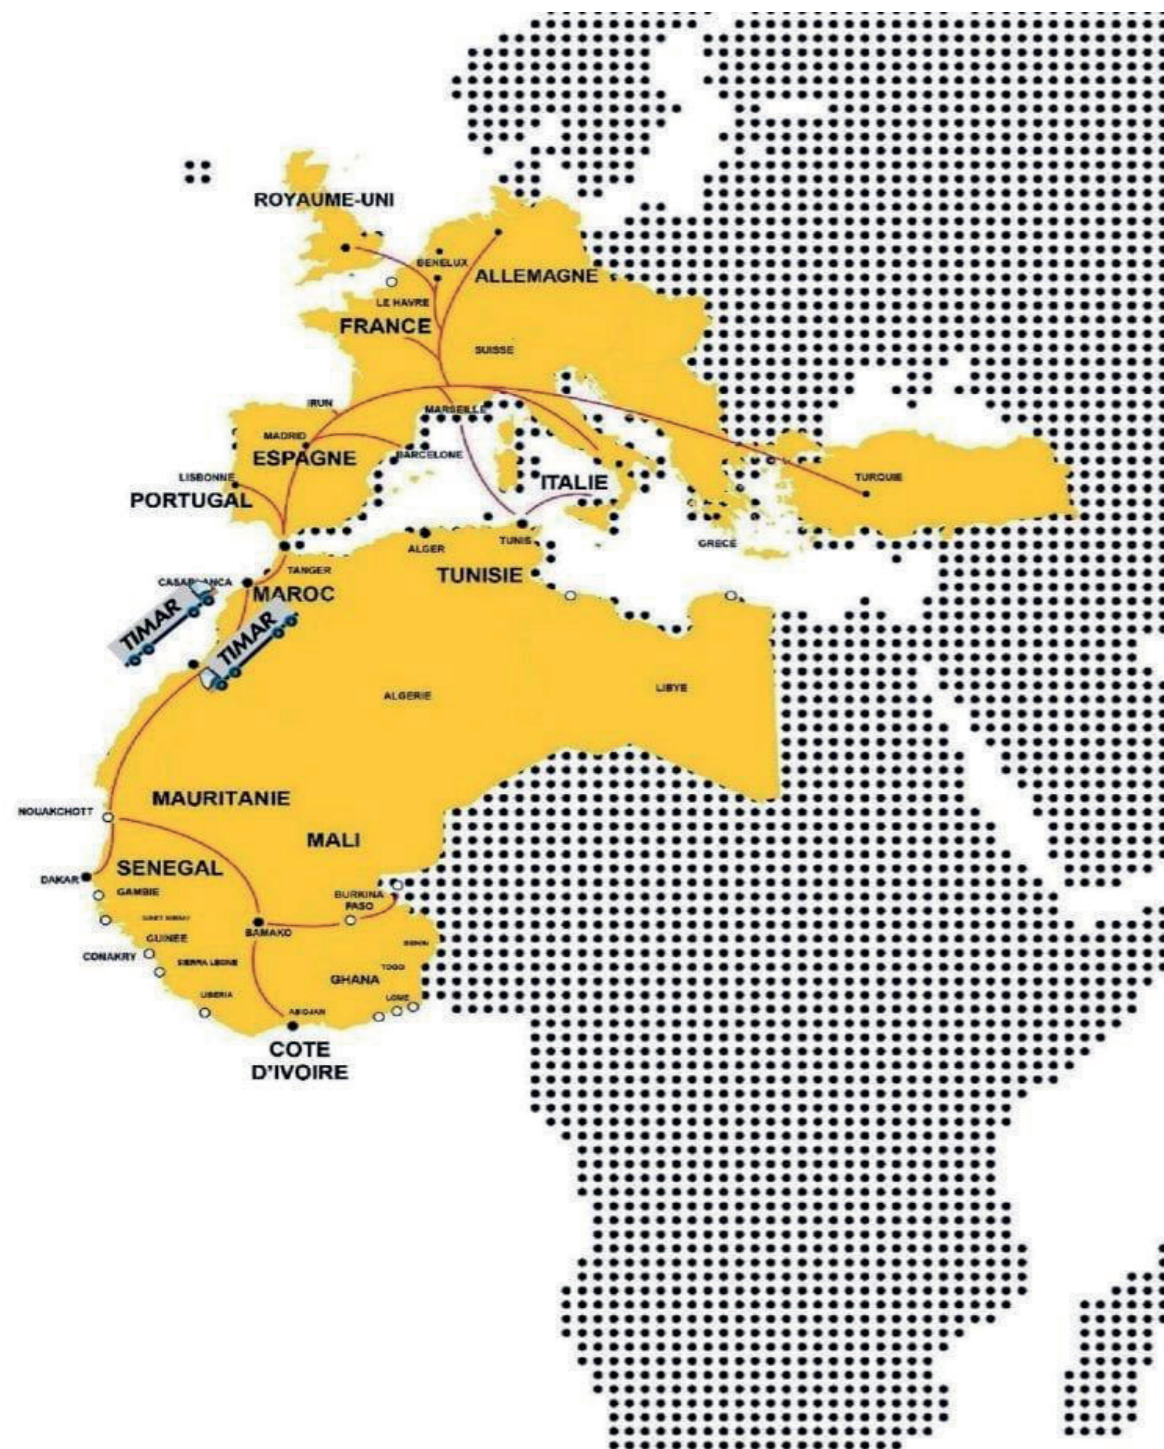 ROYAUME-UNI
BENELUX
ALLEMAGNE
LE HAVRE
FRANCE
SUISSE
IRUN
MARSEILLE
MADRID
BARCELONE
ESPAGNE
LISBONNE
PORTUGAL
ITALIE
TURQUIE
GRECE
ALGER
TUNIS
TANGER
TUNISIE
CASABLANCA
MAROC
TIMAR
TIMAR
ALGERIE
LIBYE
MAURITANIE
NOUAKCHOTT
MALI
SENEGAL
DAKAR
GAMBIE
BURKINA
PASO
BAMAKO
GUINEE
BENIN
CONAKRY
SIERRA LEONE
TOGO
GHANA
LIBERIA
LOME
ABIDJAN
COTE
D'IVOIRE